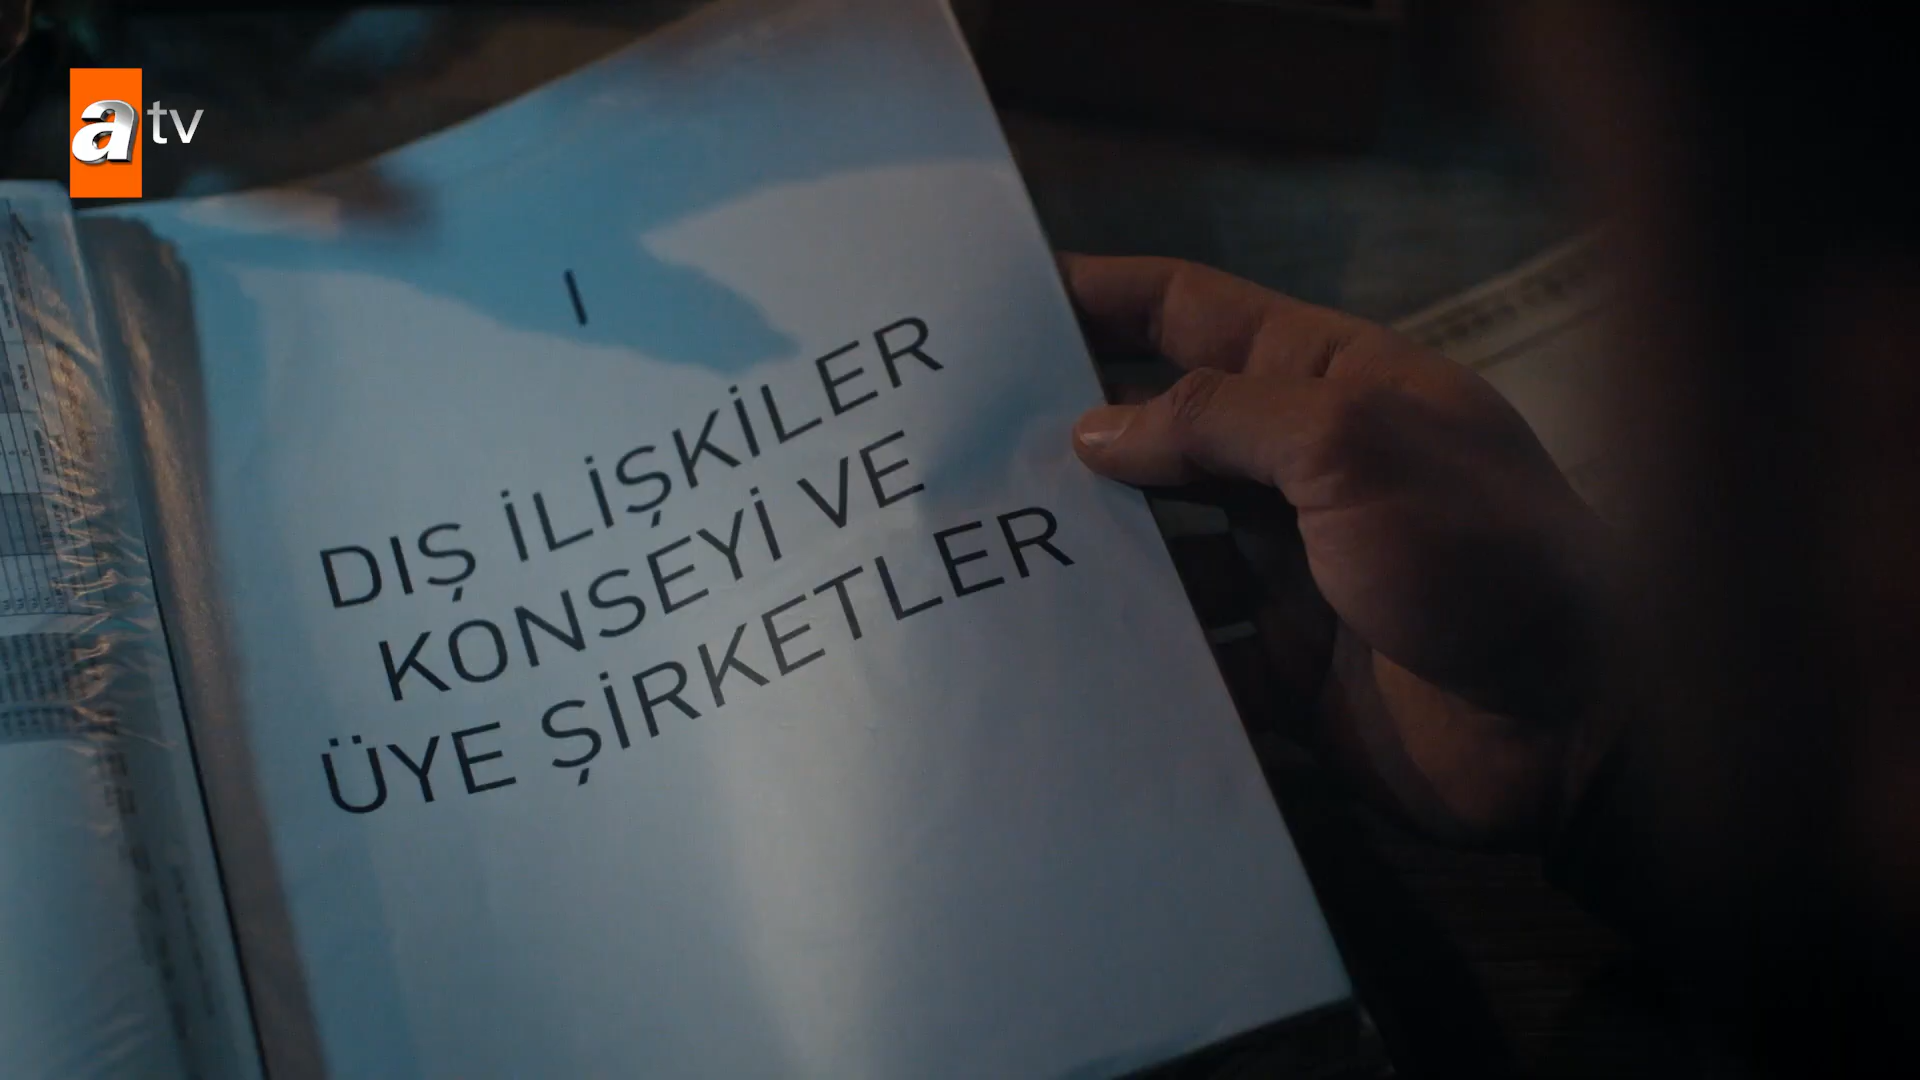 atv
I
DIŞ İLİŞKİLER
KONSEYİ VE
ÜYE ŞİRKETLER